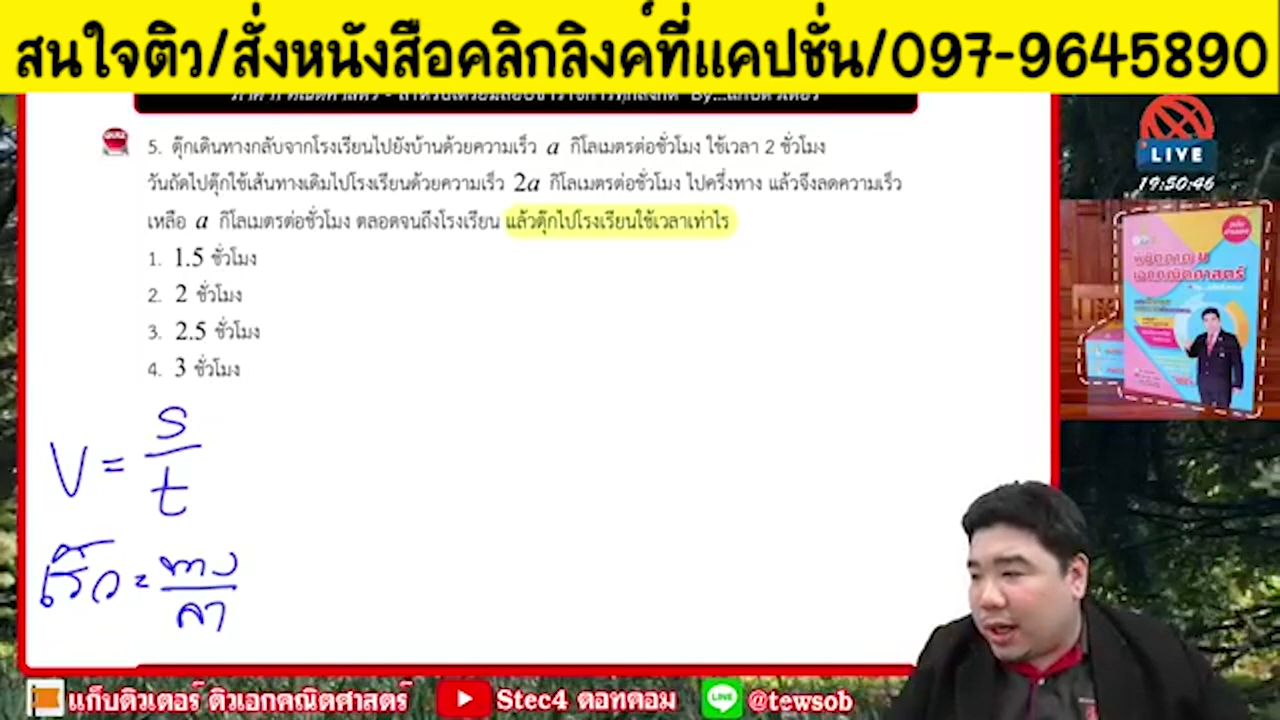 สนใจติว/สั่งหนังสือคลิกลิงค์ที่แคปชั่น/097-9645890
LIVE
19:50:46
5. ตุ๊กเดินทางกลับจากโรงเรียนไปยังบ้านด้วยความเร็ว a กิโลเมตรต่อชั่วโมง ใช้เวลา 2 ชั่วโมง
วันถัดไปตุ๊กใช้เส้นทางเดิมไปโรงเรียนด้วยความเร็ว 2a กิโลเมตรต่อชั่วโมง ไปครึ่งทาง แล้วจึงลดความเร็ว
เหลือ a กิโลเมตรต่อชั่วโมง ตลอดจนถึงโรงเรียน แล้วตุ๊กไปโรงเรียนใช้เวลาเท่าไร
1. 1.5 ชั่วโมง
2. 2 ชั่วโมง
3. 2.5 ชั่วโมง
4. 3 ชั่วโมง
V = s/t
เร็ว = ทาง/ลา
แก็บติวเตอร์ ติวเอกคณิตศาสตร์ Stec4 ดอทคอม LINE @tewsob